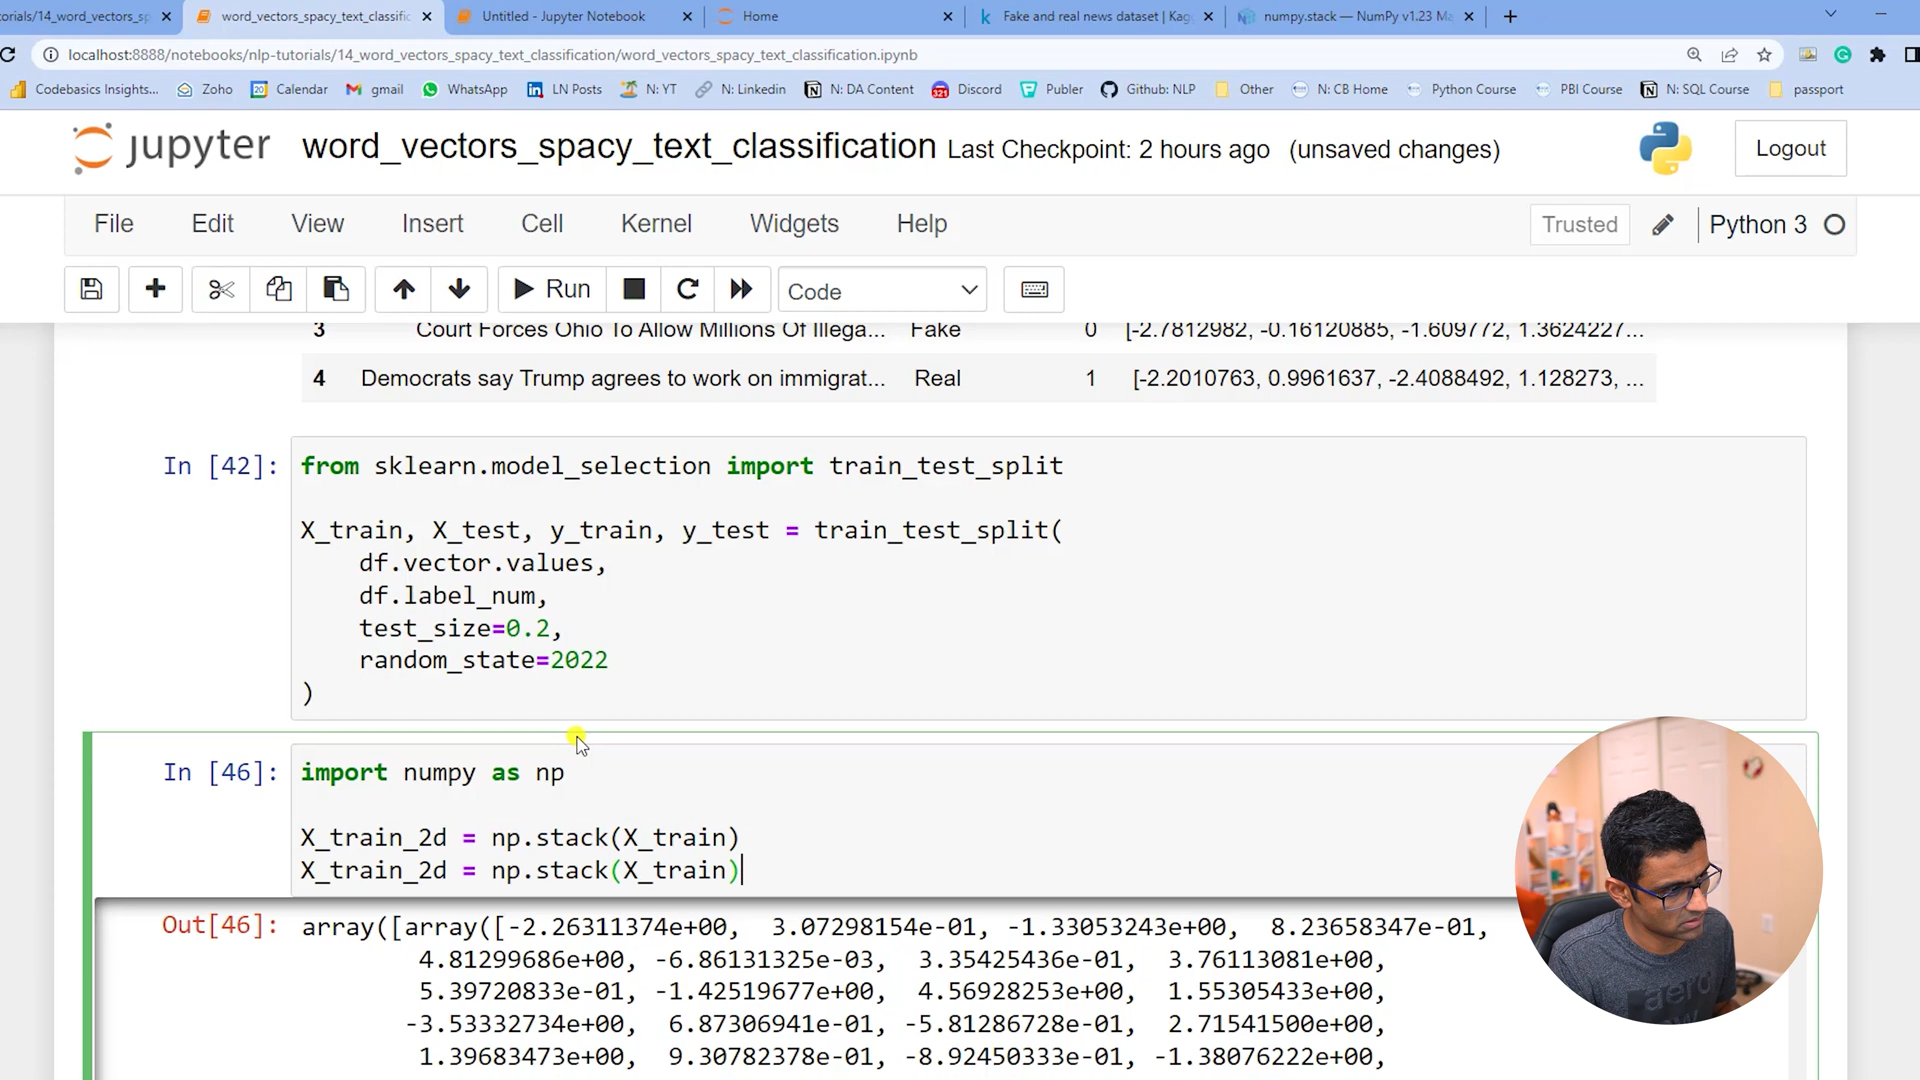 torials/14_word_vectors_sp
word_vectors_spacy_text_classific
Untitled - Jupyter Notebook
Home
Fake and real news dataset | Kag
numpy.stack — NumPy v1.23 Ma
localhost:8888/notebooks/nlp-tutorials/14_word_vectors_spacy_text_classification/word_vectors_spacy_text_classification.ipynb
Codebasics Insights...
Zoho
Calendar
gmail
WhatsApp
LN Posts
N: YT
N: Linkedin
N: DA Content
Discord
Publer
Github: NLP
Other
N: CB Home
Python Course
PBI Course
N: SQL Course
passport
jupyter word_vectors_spacy_text_classification Last Checkpoint: 2 hours ago (unsaved changes)
Logout
File Edit View Insert Cell Kernel Widgets Help
Trusted
Python 3
Run
Code
3 Court Forces Ohio To Allow Millions Of Illega... Fake 0 [-2.7812982, -0.16120885, -1.609772, 1.3624227...
4 Democrats say Trump agrees to work on immigrat... Real 1 [-2.2010763, 0.9961637, -2.4088492, 1.128273, ...
In [42]: from sklearn.model_selection import train_test_split
X_train, X_test, y_train, y_test = train_test_split(
df.vector.values,
df.label_num,
test_size=0.2,
random_state=2022
)
In [46]: import numpy as np
X_train_2d = np.stack(X_train)
X_train_2d = np.stack(X_train)
Out[46]: array([array([-2.26311374e+00, 3.07298154e-01, -1.33053243e+00, 8.23658347e-01,
4.81299686e+00, -6.86131325e-03, 3.35425436e-01, 3.76113081e+00,
5.39720833e-01, -1.42519677e+00, 4.56928253e+00, 1.55305433e+00,
-3.53332734e+00, 6.87306941e-01, -5.81286728e-01, 2.71541500e+00,
1.39683473e+00, 9.30782378e-01, -8.92450333e-01, -1.38076222e+00,